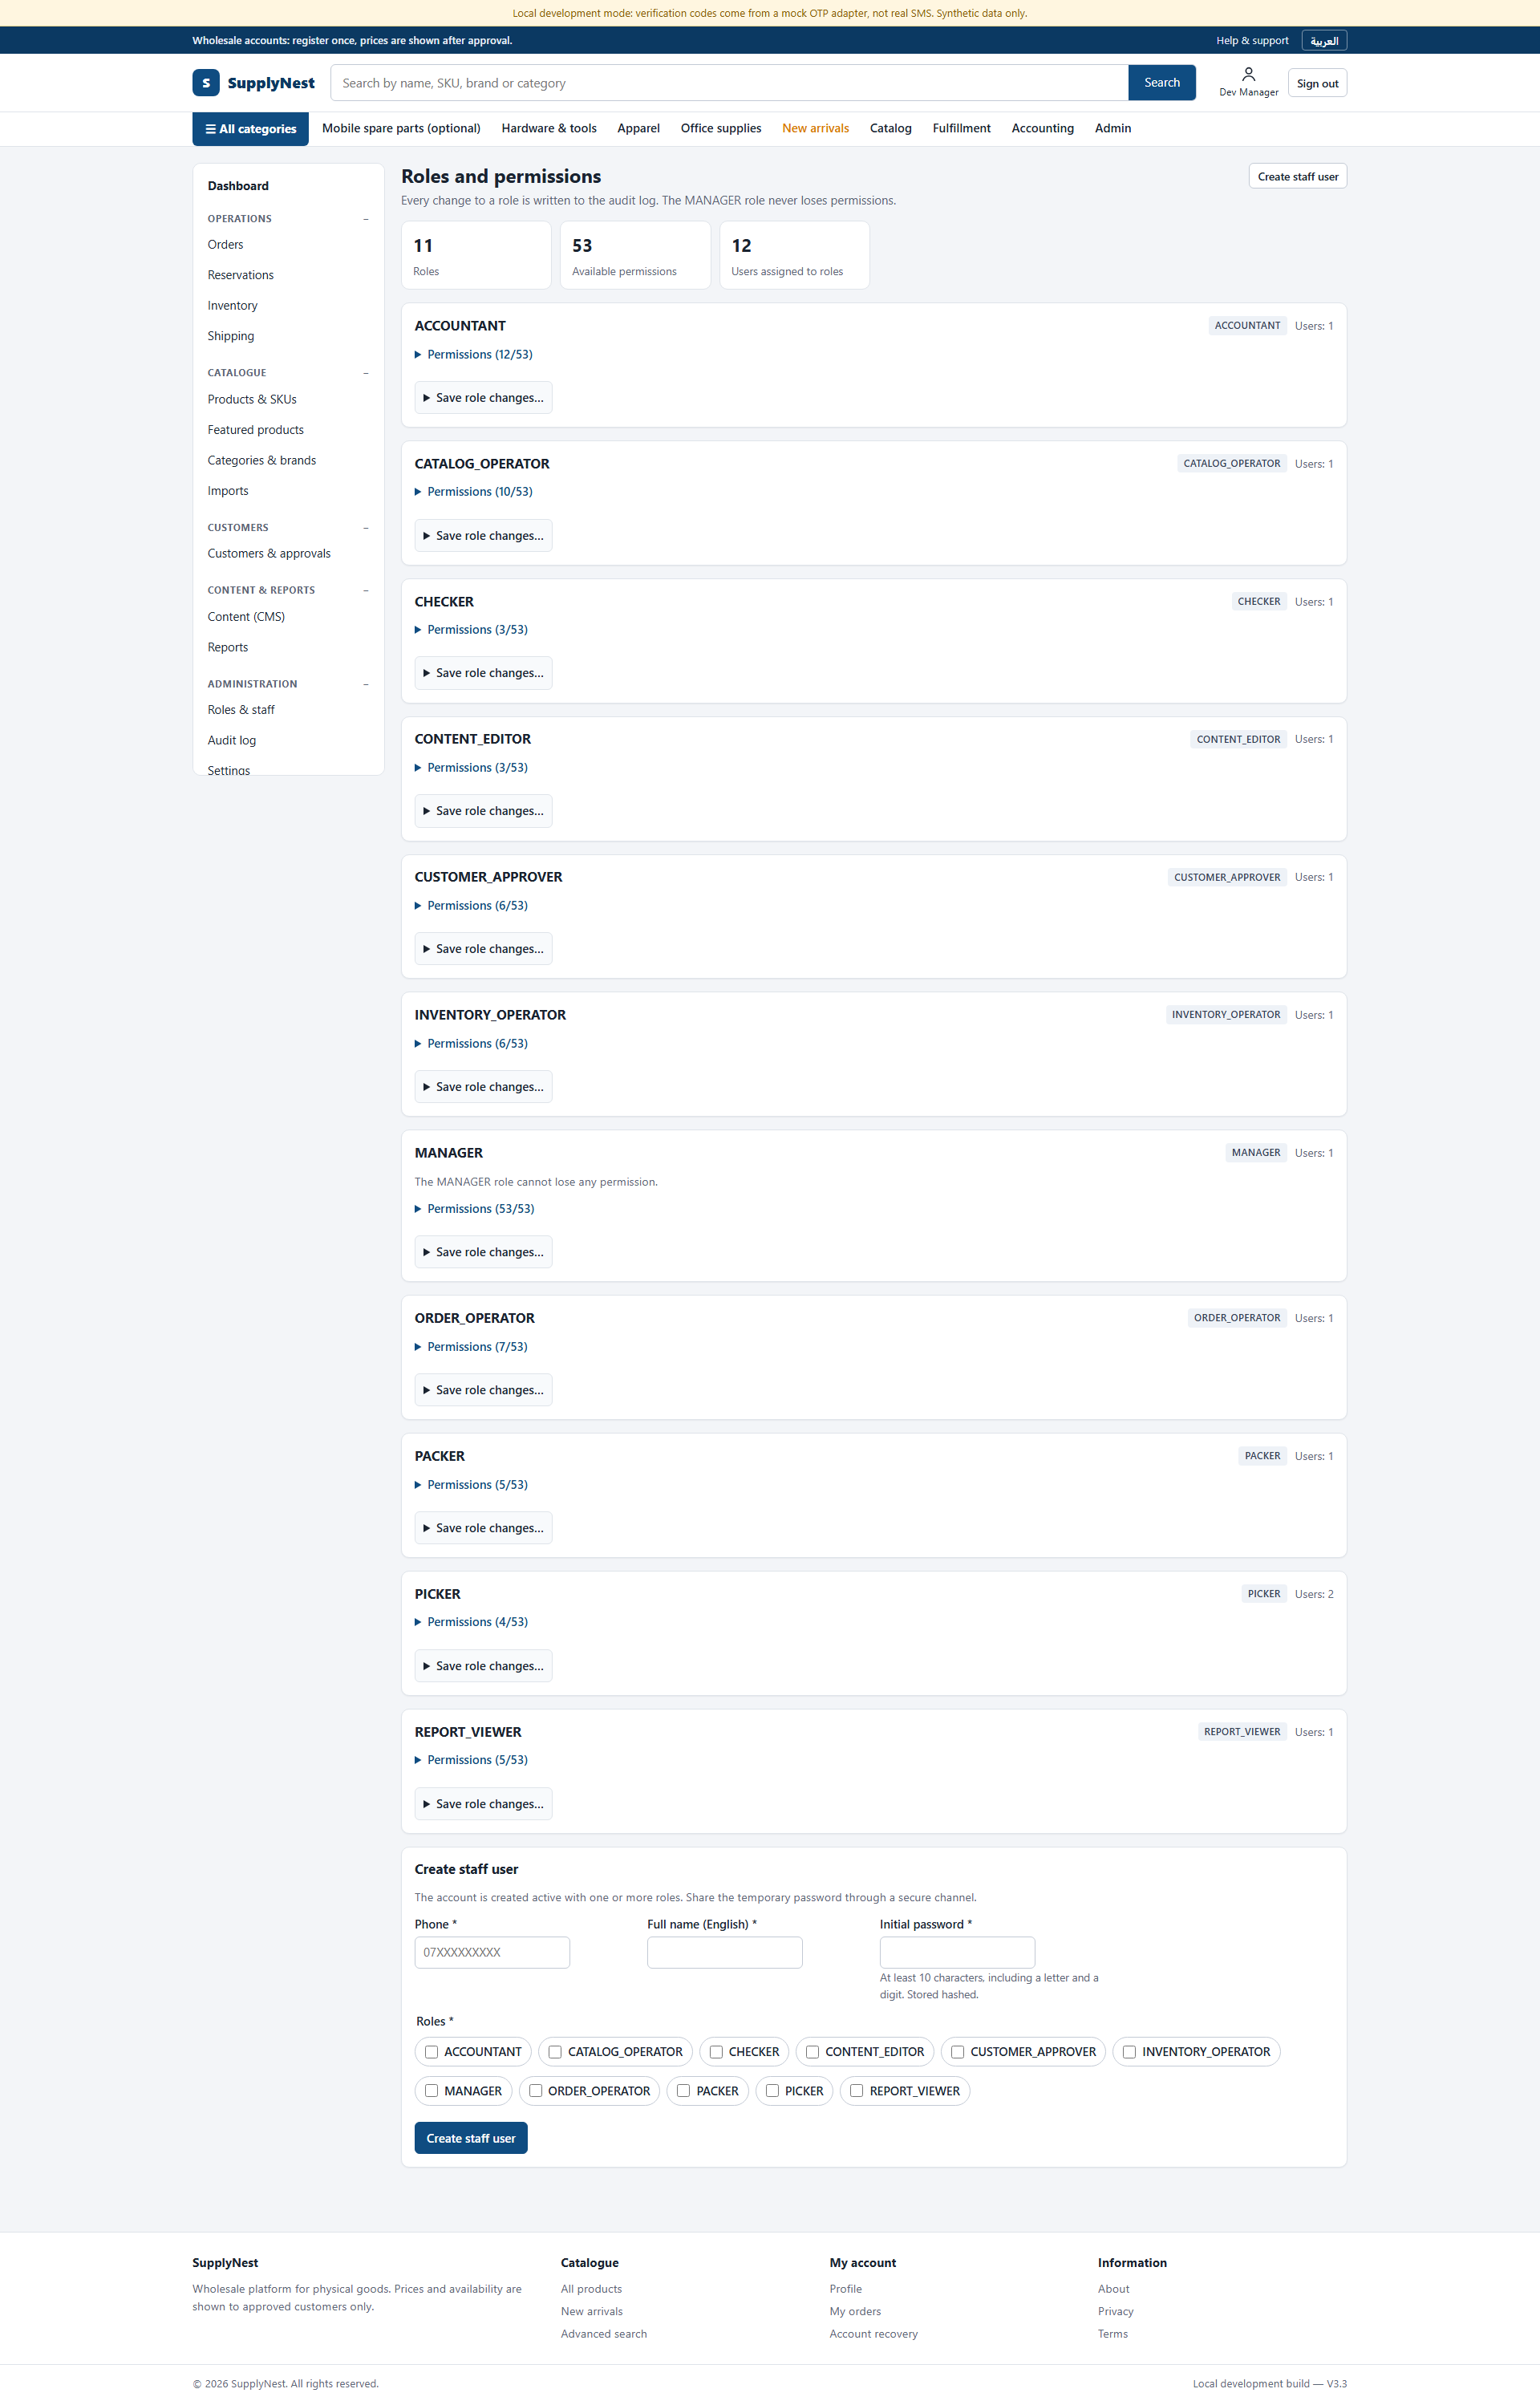 Local development mode: verification codes come from a mock OTP adapter, not real SMS. Synthetic data only.
Wholesale accounts: register once, prices are shown after approval.
Help & support
العربية
S SupplyNest
Search by name, SKU, brand or category
Search
Dev Manager
Sign out
☰ All categories
Mobile spare parts (optional)
Hardware & tools
Apparel
Office supplies
New arrivals
Catalog
Fulfillment
Accounting
Admin
Dashboard
OPERATIONS –
Orders
Reservations
Inventory
Shipping
CATALOGUE –
Products & SKUs
Featured products
Categories & brands
Imports
CUSTOMERS –
Customers & approvals
CONTENT & REPORTS –
Content (CMS)
Reports
ADMINISTRATION –
Roles & staff
Audit log
Settings
Roles and permissions
Create staff user
Every change to a role is written to the audit log. The MANAGER role never loses permissions.
11
Roles
53
Available permissions
12
Users assigned to roles
ACCOUNTANT
ACCOUNTANT Users: 1
▶ Permissions (12/53)
▶ Save role changes...
CATALOG_OPERATOR
CATALOG_OPERATOR Users: 1
▶ Permissions (10/53)
▶ Save role changes...
CHECKER
CHECKER Users: 1
▶ Permissions (3/53)
▶ Save role changes...
CONTENT_EDITOR
CONTENT_EDITOR Users: 1
▶ Permissions (3/53)
▶ Save role changes...
CUSTOMER_APPROVER
CUSTOMER_APPROVER Users: 1
▶ Permissions (6/53)
▶ Save role changes...
INVENTORY_OPERATOR
INVENTORY_OPERATOR Users: 1
▶ Permissions (6/53)
▶ Save role changes...
MANAGER
MANAGER Users: 1
The MANAGER role cannot lose any permission.
▶ Permissions (53/53)
▶ Save role changes...
ORDER_OPERATOR
ORDER_OPERATOR Users: 1
▶ Permissions (7/53)
▶ Save role changes...
PACKER
PACKER Users: 1
▶ Permissions (5/53)
▶ Save role changes...
PICKER
PICKER Users: 2
▶ Permissions (4/53)
▶ Save role changes...
REPORT_VIEWER
REPORT_VIEWER Users: 1
▶ Permissions (5/53)
▶ Save role changes...
Create staff user
The account is created active with one or more roles. Share the temporary password through a secure channel.
Phone *
07XXXXXXXXX
Full name (English) *
Initial password *
At least 10 characters, including a letter and a
digit. Stored hashed.
Roles *
ACCOUNTANT CATALOG_OPERATOR CHECKER CONTENT_EDITOR CUSTOMER_APPROVER INVENTORY_OPERATOR
MANAGER ORDER_OPERATOR PACKER PICKER REPORT_VIEWER
Create staff user
SupplyNest
Wholesale platform for physical goods. Prices and availability are
shown to approved customers only.
Catalogue
All products
New arrivals
Advanced search
My account
Profile
My orders
Account recovery
Information
About
Privacy
Terms
© 2026 SupplyNest. All rights reserved.
Local development build — V3.3